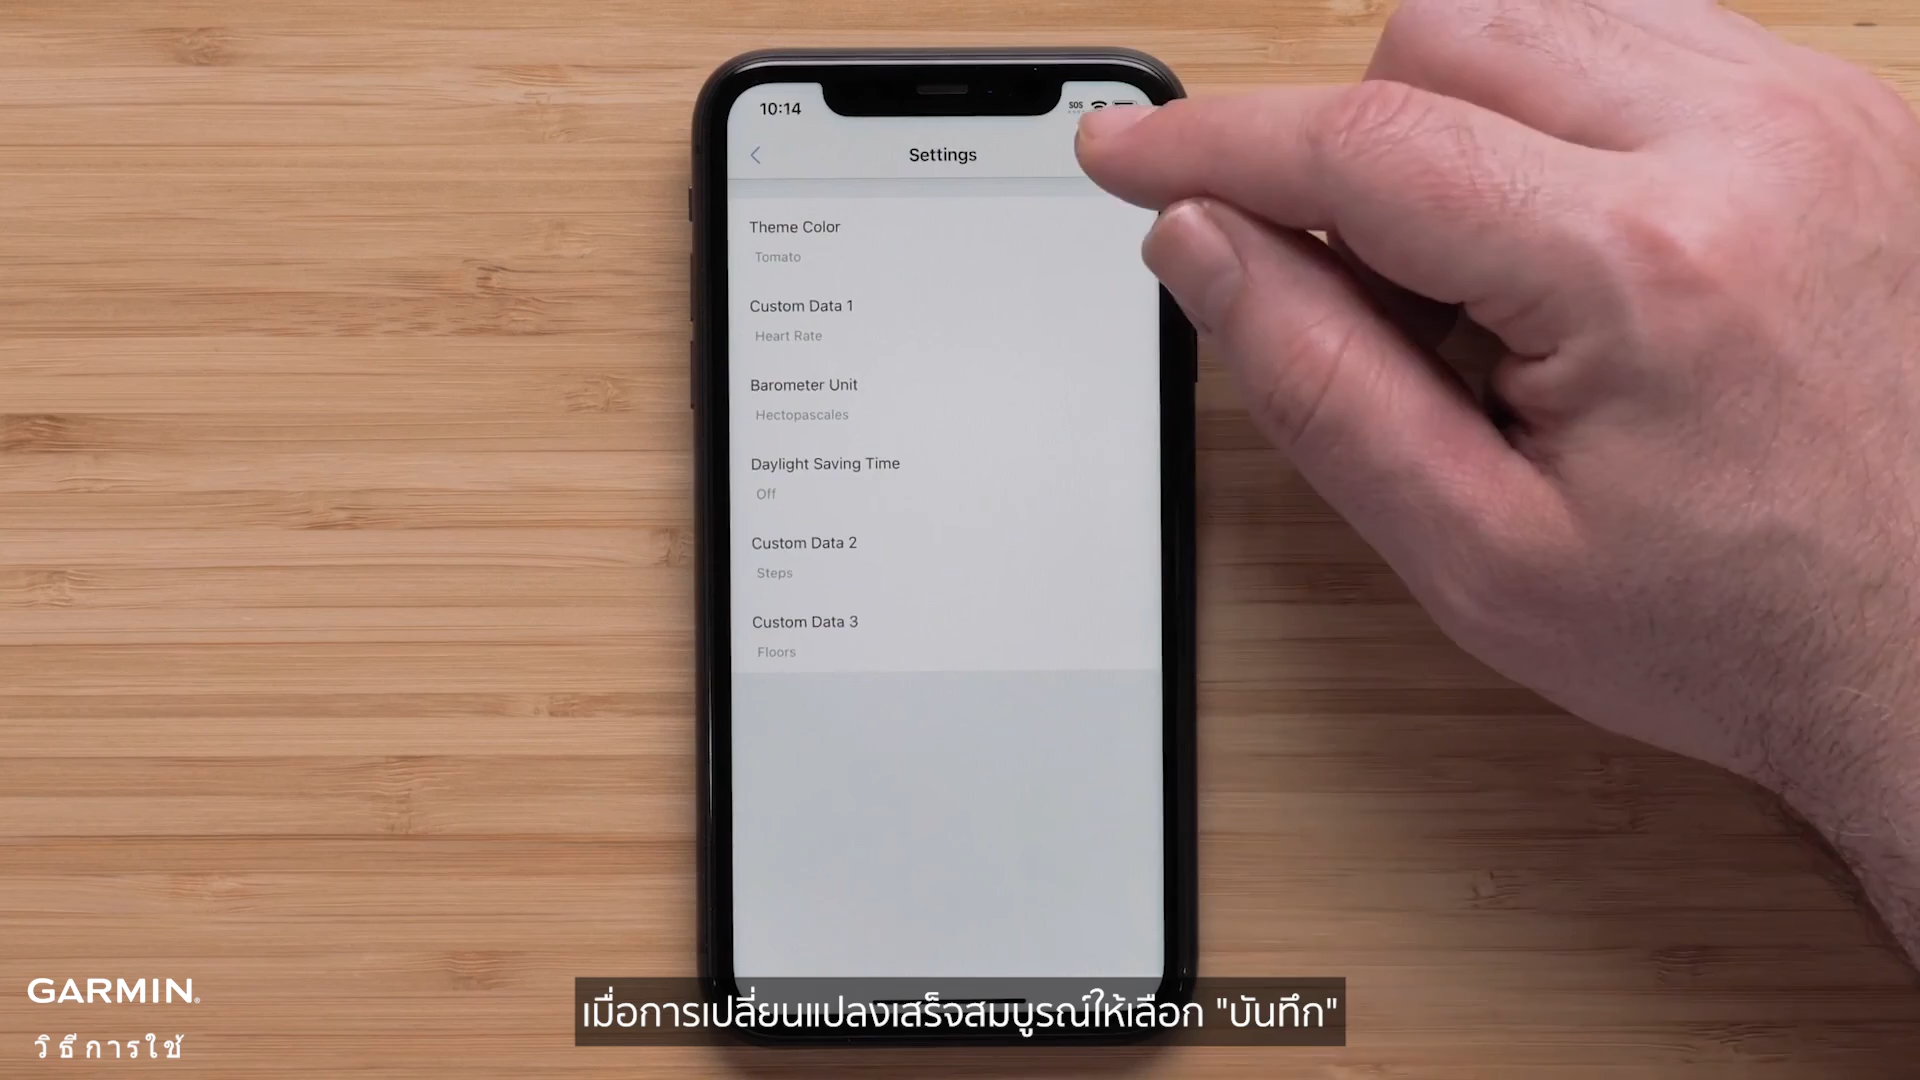 10:14
SOS
Settings
Theme Color
Tomato
Custom Data 1
Heart Rate
Barometer Unit
Hectopascales
Daylight Saving Time
Off
Custom Data 2
Steps
Custom Data 3
Floors
เมื่อการเปลี่ยนแปลงเสร็จสมบูรณ์ให้เลือก "บันทึก"
GARMIN
วิธีการใช้